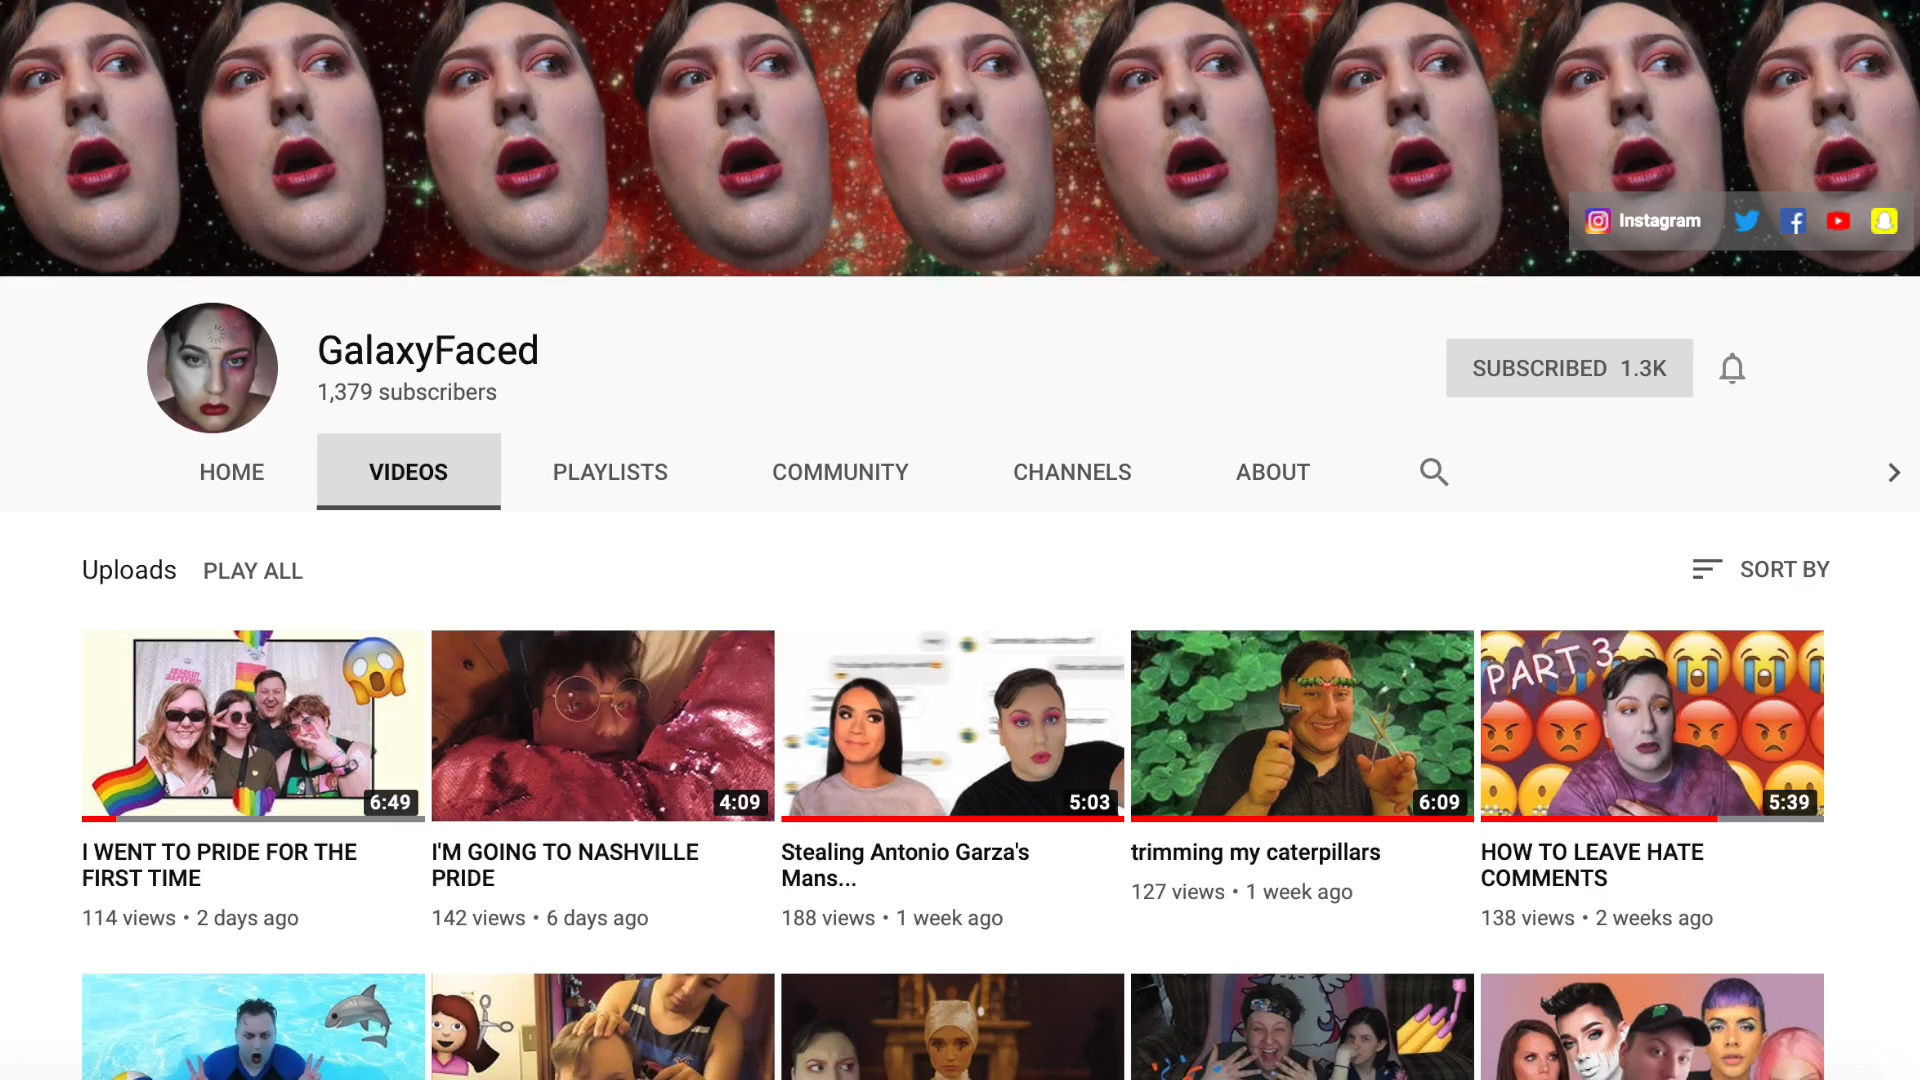 Instagram
GalaxyFaced
1,379 subscribers
SUBSCRIBED 1.3K
HOME VIDEOS PLAYLISTS COMMUNITY CHANNELS ABOUT
Uploads PLAY ALL
SORT BY
ABSOLUT
GRAPEFRUIT
6:49
4:09
5:03
6:09
PART 3
5:39
I WENT TO PRIDE FOR THE
FIRST TIME
114 views • 2 days ago
I'M GOING TO NASHVILLE
PRIDE
142 views • 6 days ago
Stealing Antonio Garza's
Mans...
188 views • 1 week ago
trimming my caterpillars
127 views • 1 week ago
HOW TO LEAVE HATE
COMMENTS
138 views • 2 weeks ago